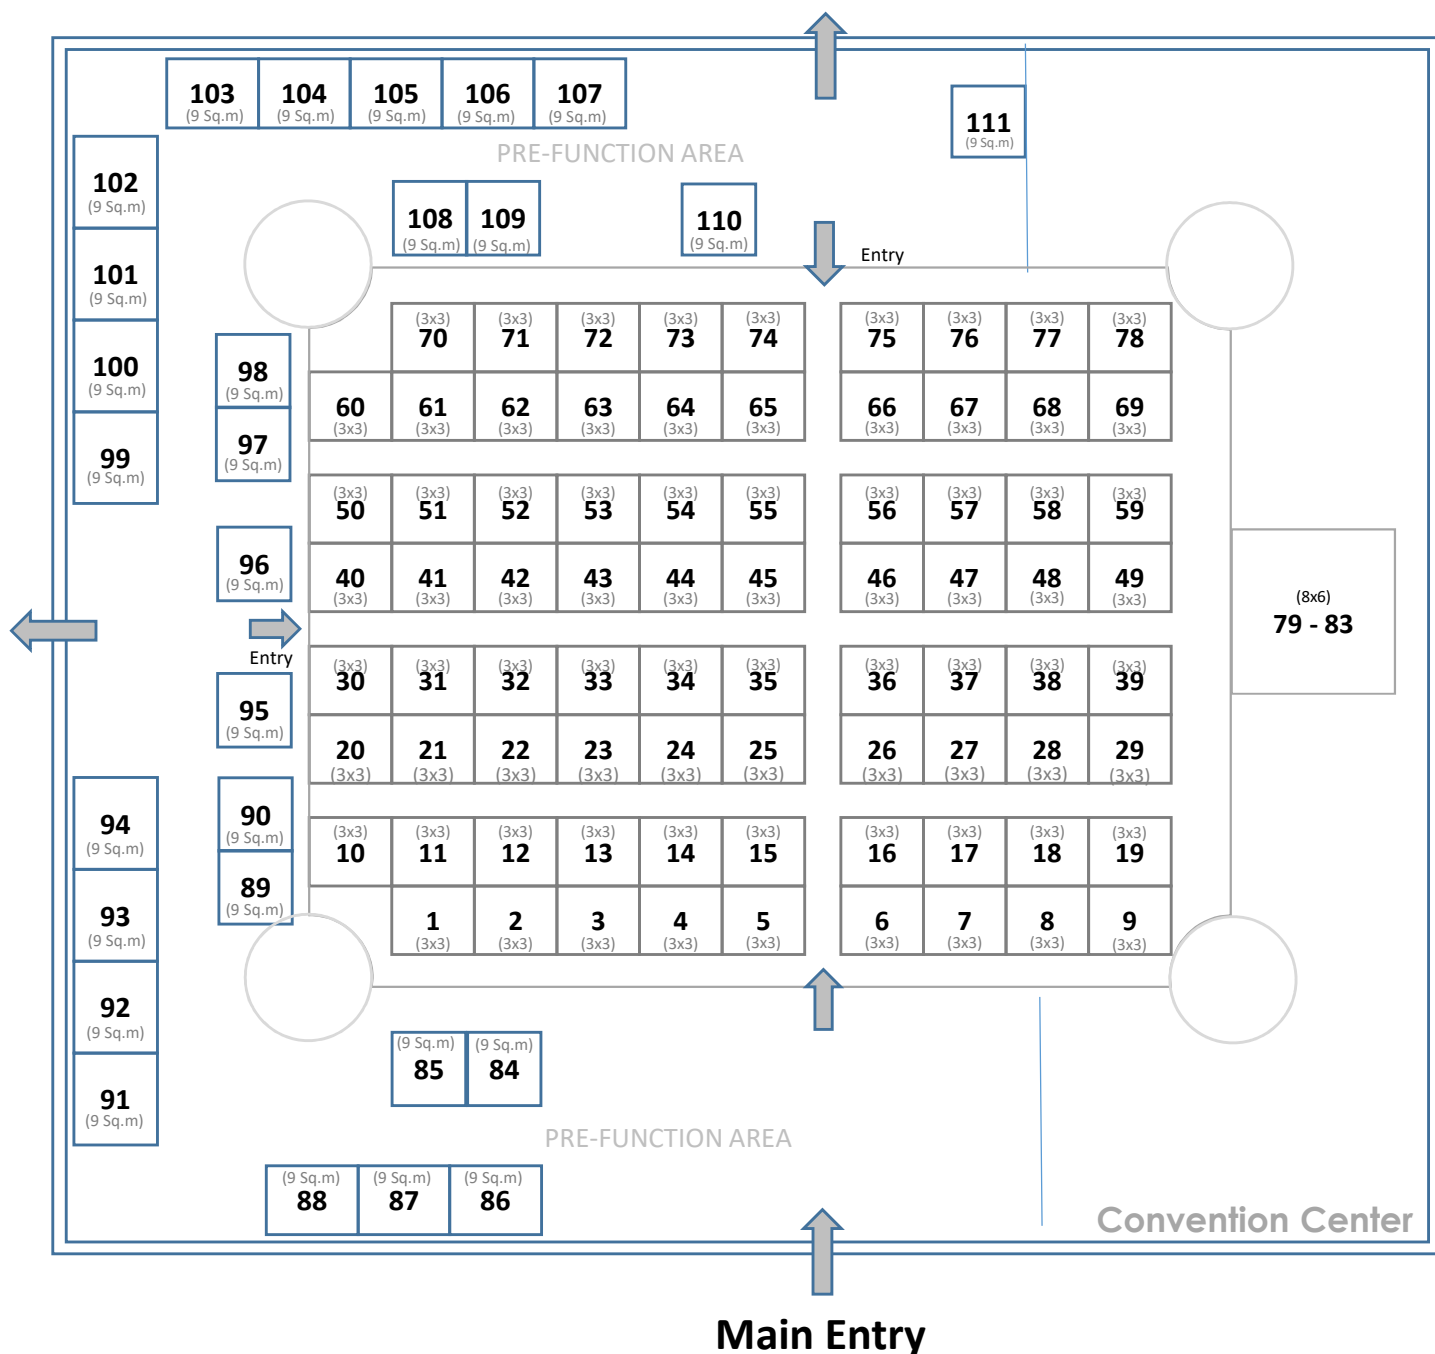 103 104 105 106 107
(9 Sq.m) (9 Sq.m) (9 Sq.m) (9 Sq.m) (9 Sq.m)
111
(9 Sq.m)
PRE-FUNCTION AREA
102
(9 Sq.m)
108 109 110
(9 Sq.m) (9 Sq.m) (9 Sq.m)
Entry
101
(9 Sq.m)
(3x3) (3x3) (3x3) (3x3) (3x3) (3x3) (3x3) (3x3) (3x3)
70 71 72 73 74 75 76 77 78
100
(9 Sq.m)
98
(9 Sq.m)
60 61 62 63 64 65 66 67 68 69
(3x3) (3x3) (3x3) (3x3) (3x3) (3x3) (3x3) (3x3) (3x3) (3x3)
97
(9 Sq.m)
99
(9 Sq.m)
(3x3) (3x3) (3x3) (3x3) (3x3) (3x3) (3x3) (3x3) (3x3) (3x3)
50 51 52 53 54 55 56 57 58 59
96
(9 Sq.m)
40 41 42 43 44 45 46 47 48 49
(3x3) (3x3) (3x3) (3x3) (3x3) (3x3) (3x3) (3x3) (3x3) (3x3)
(8x6)
79 - 83
Entry
(3x3) (3x3) (3x3) (3x3) (3x3) (3x3) (3x3) (3x3) (3x3) (3x3)
30 31 32 33 34 35 36 37 38 39
95
(9 Sq.m)
20 21 22 23 24 25 26 27 28 29
(3x3) (3x3) (3x3) (3x3) (3x3) (3x3) (3x3) (3x3) (3x3) (3x3)
94
(9 Sq.m)
90
(9 Sq.m)
(3x3) (3x3) (3x3) (3x3) (3x3) (3x3) (3x3) (3x3) (3x3) (3x3)
10 11 12 13 14 15 16 17 18 19
89
(9 Sq.m)
93
(9 Sq.m)
1 2 3 4 5 6 7 8 9
(3x3) (3x3) (3x3) (3x3) (3x3) (3x3) (3x3) (3x3) (3x3)
92
(9 Sq.m)
(9 Sq.m) (9 Sq.m)
85 84
91
(9 Sq.m)
PRE-FUNCTION AREA
(9 Sq.m) (9 Sq.m) (9 Sq.m)
88 87 86
Convention Center
Main Entry